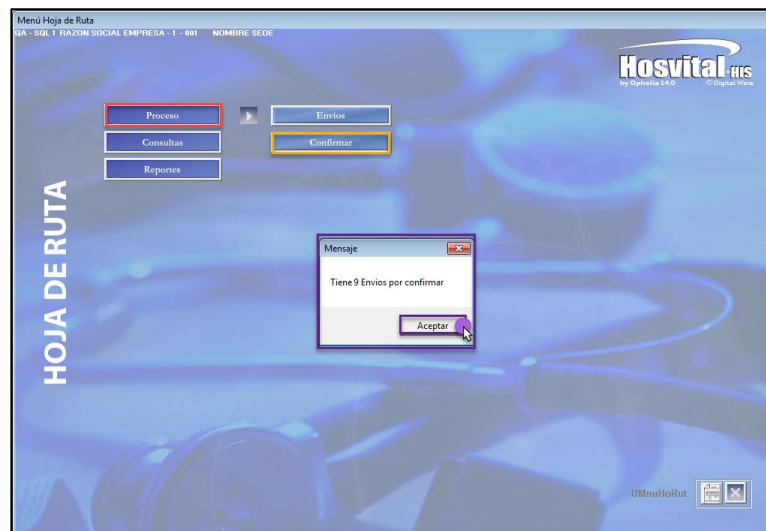 Menú Hoja de Ruta
QA - SQL 1 RAZON SOCIAL EMPRESA - 1 - 001 NOMBRE SEDE
Hosvital-HIS
by Ophelia 14.0 © Digital Ware
Proceso
Envios
Consultas
Confirmar
Reportes
HOJA DE RUTA
Mensaje
Tiene 9 Envios por confirmar
Aceptar
UMnuHoRut